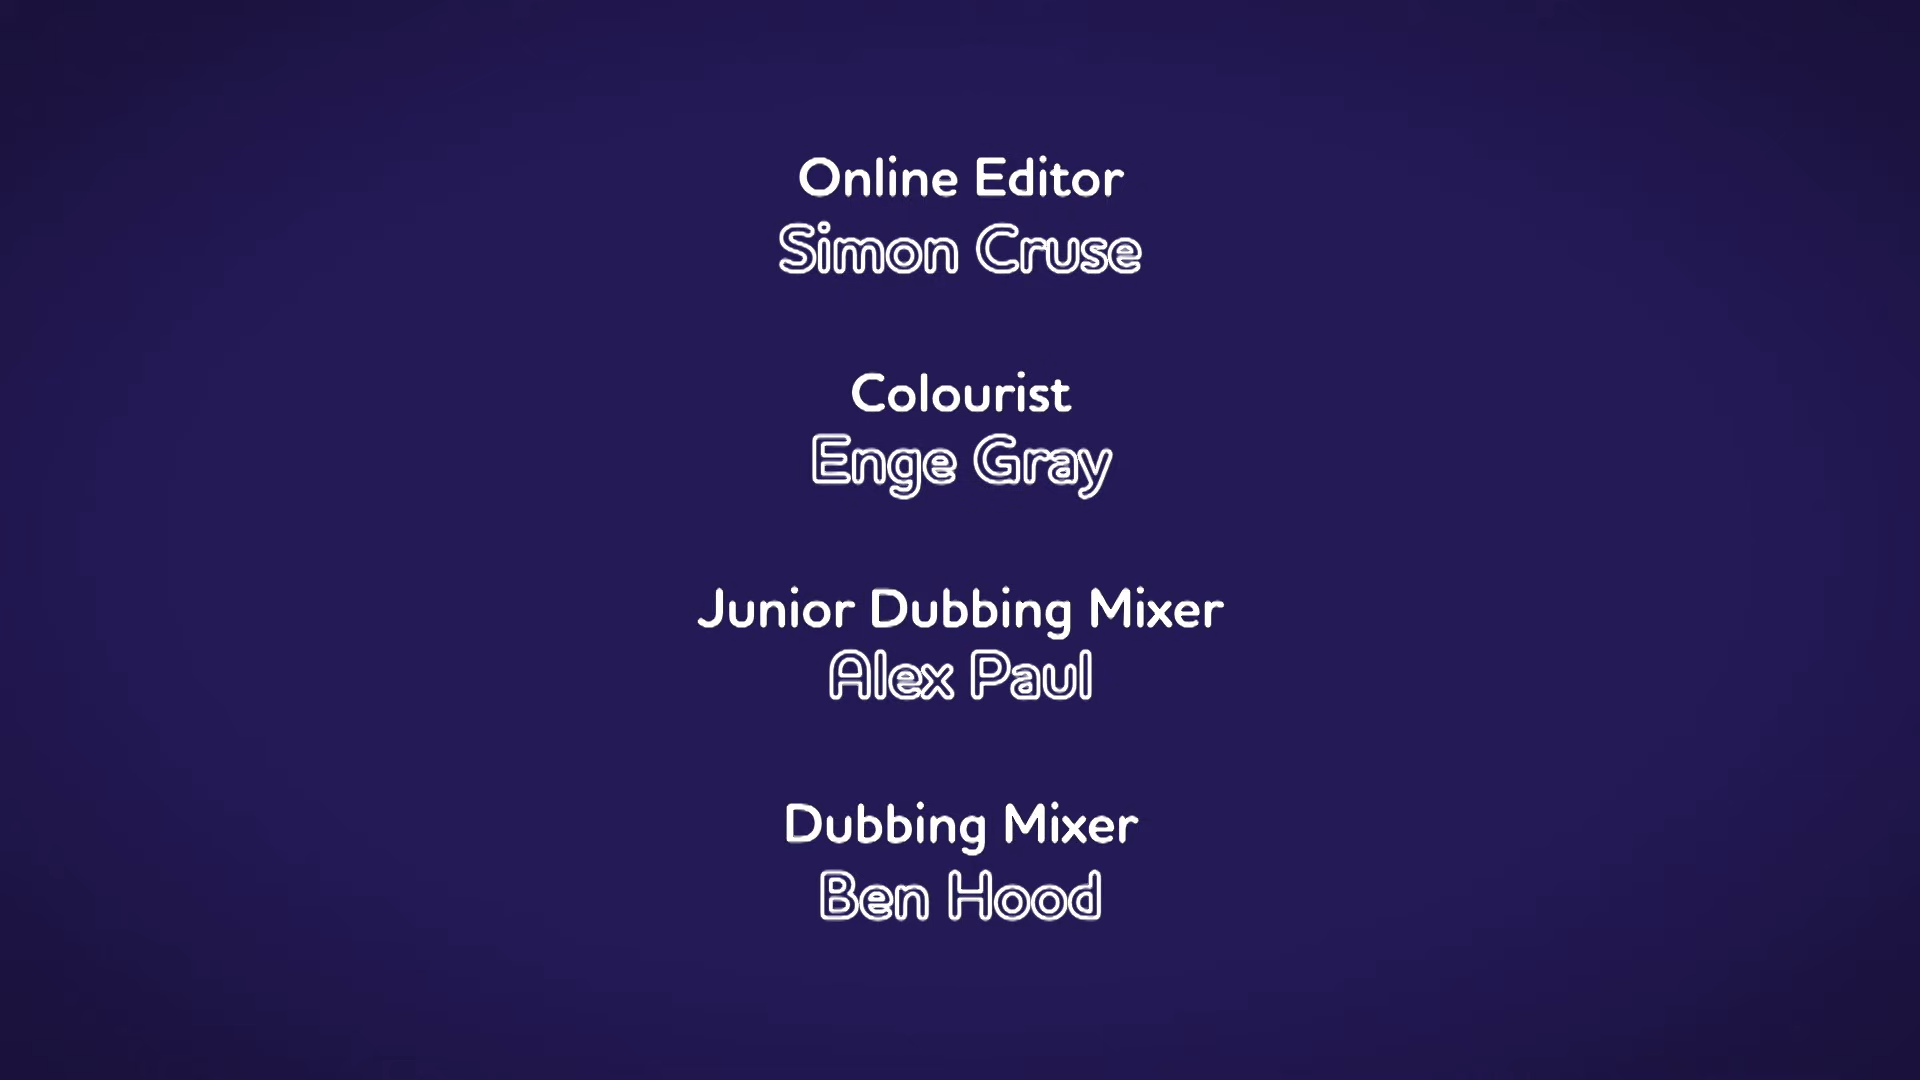 Online Editor
Simon Cruse
Colourist
Enge Gray
Junior Dubbing Mixer
Alex Paul
Dubbing Mixer
Ben Hood